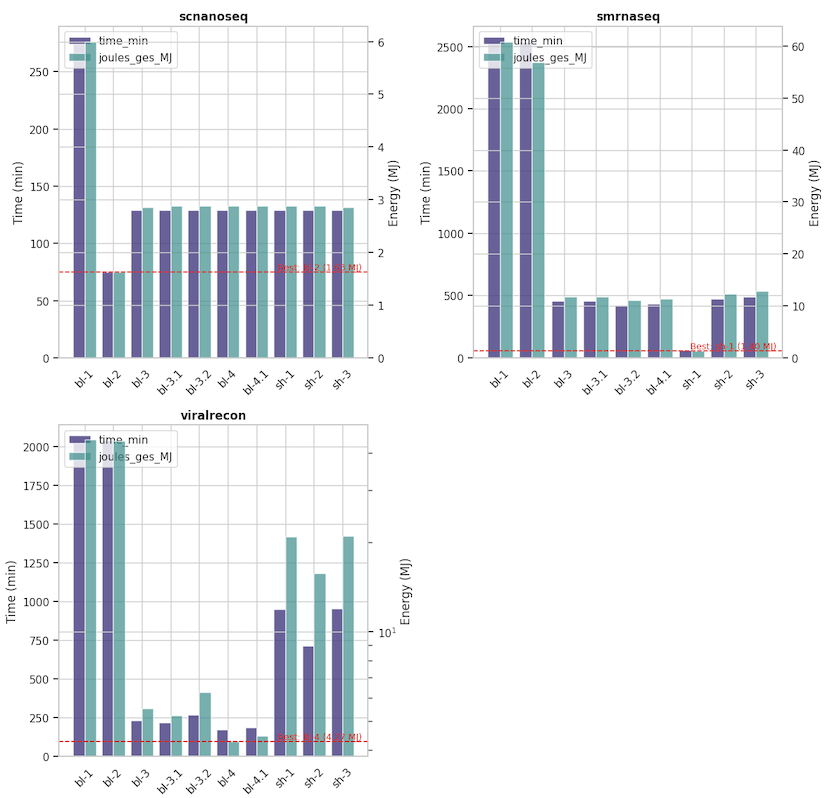 scnanoseq
time_min
joules_ges_MJ
Time (min)
0
50
100
150
200
250
Energy (MJ)
0
1
2
3
4
5
6
bl-1
bl-2
bl-3
bl-3.1
bl-3.2
bl-4
bl-4.1
sh-1
sh-2
sh-3
smrnaseq
time_min
joules_ges_MJ
Time (min)
0
500
1000
1500
2000
2500
Energy (MJ)
0
10
20
30
40
50
60
Best:
bl-1
bl-2
bl-3
bl-3.1
bl-3.2
bl-4.1
sh-1
sh-2
sh-3
viralrecon
time_min
joules_ges_MJ
Time (min)
0
250
500
750
1000
1250
1500
1750
2000
Energy (MJ)
10¹
bl-1
bl-2
bl-3
bl-3.1
bl-3.2
bl-4
bl-4.1
sh-1
sh-2
sh-3